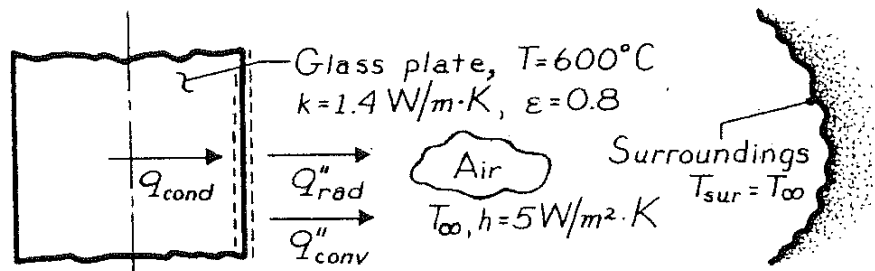 Glass plate, T=600°C
k=1.4 W/m·K, ε=0.8
q_cond
q"_rad
q"_conv
Air
T∞, h=5W/m²·K
Surroundings
T_sur = T∞